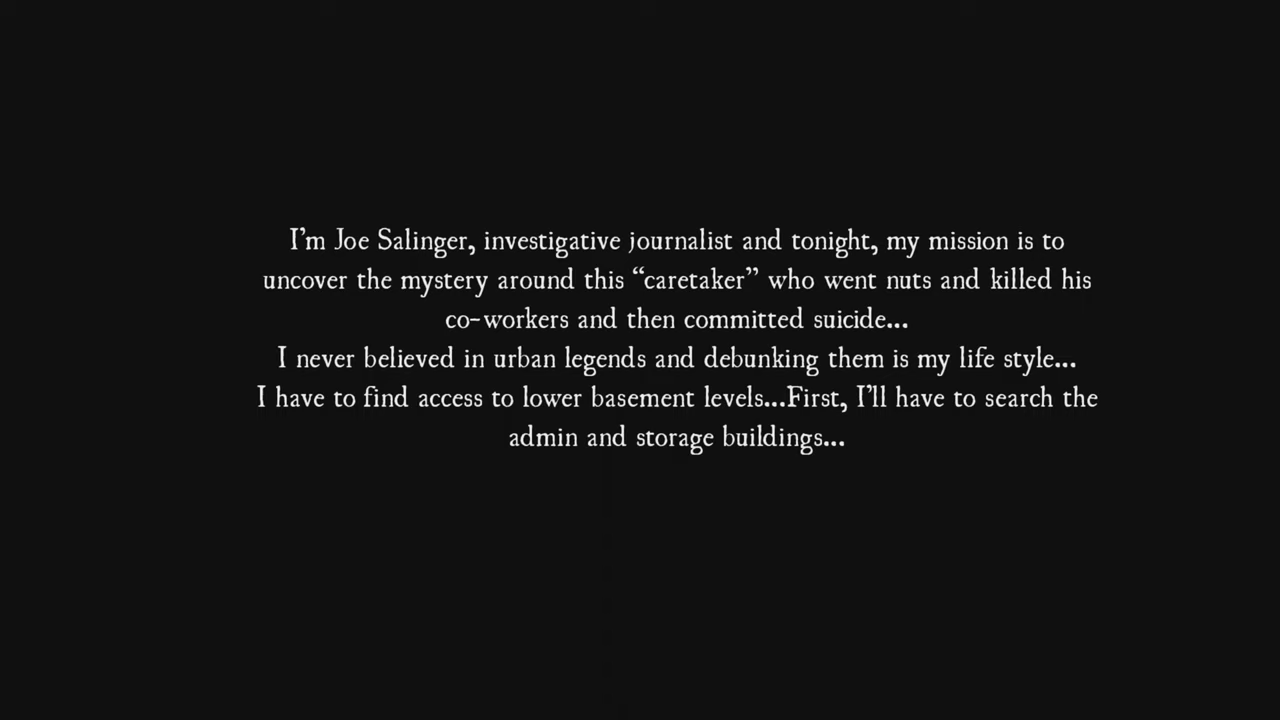 I'm Joe Salinger, investigative journalist and tonight, my mission is to
uncover the mystery around this “caretaker” who went nuts and killed his
co-workers and then committed suicide...
I never believed in urban legends and debunking them is my life style...
I have to find access to lower basement levels...First, I'll have to search the
admin and storage buildings...